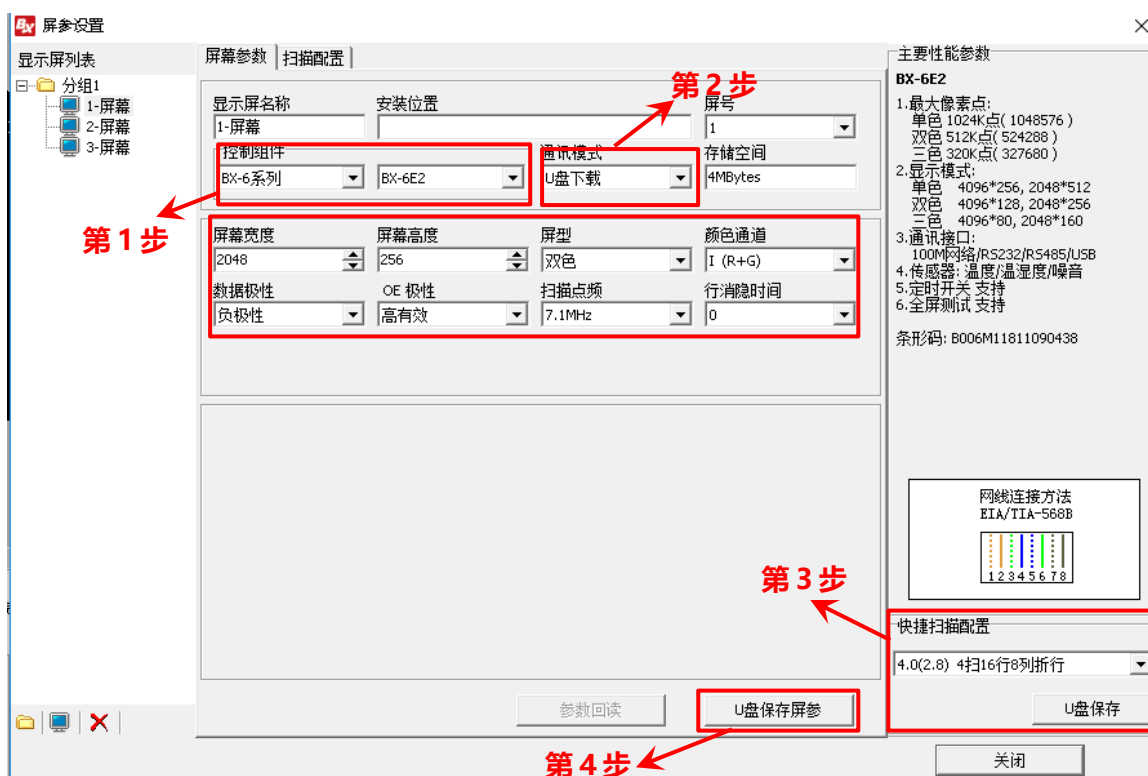 BX 屏参设置
显示屏列表
分组1
1-屏幕
2-屏幕
3-屏幕
屏幕参数 扫描配置
第2步
显示屏名称 安装位置 屏号
1-屏幕 1
控制组件 通讯模式 存储空间
BX-6系列 BX-6E2 U盘下载 4MBytes
第1步
屏幕宽度 屏幕高度 屏型 颜色通道
2048 256 双色 I (R+G)
数据极性 OE 极性 扫描点频 行消隐时间
负极性 高有效 7.1MHz 0
主要性能参数
BX-6E2
1.最大像素点:
单色 1024K点( 1048576 )
双色 512K点( 524288 )
三色 320K点( 327680 )
2.显示模式:
单色 4096*256, 2048*512
双色 4096*128, 2048*256
三色 4096*80, 2048*160
3.通讯接口:
100M网络/RS232/RS485/USB
4.传感器: 温度/温湿度/噪音
5.定时开关 支持
6.全屏测试 支持
条形码: B006M11811090438
网线连接方法
EIA/TIA-568B
12345678
第3步
快捷扫描配置
4.0(2.8) 4扫16行8列折行
U盘保存
参数回读 U盘保存屏参
第4步
关闭